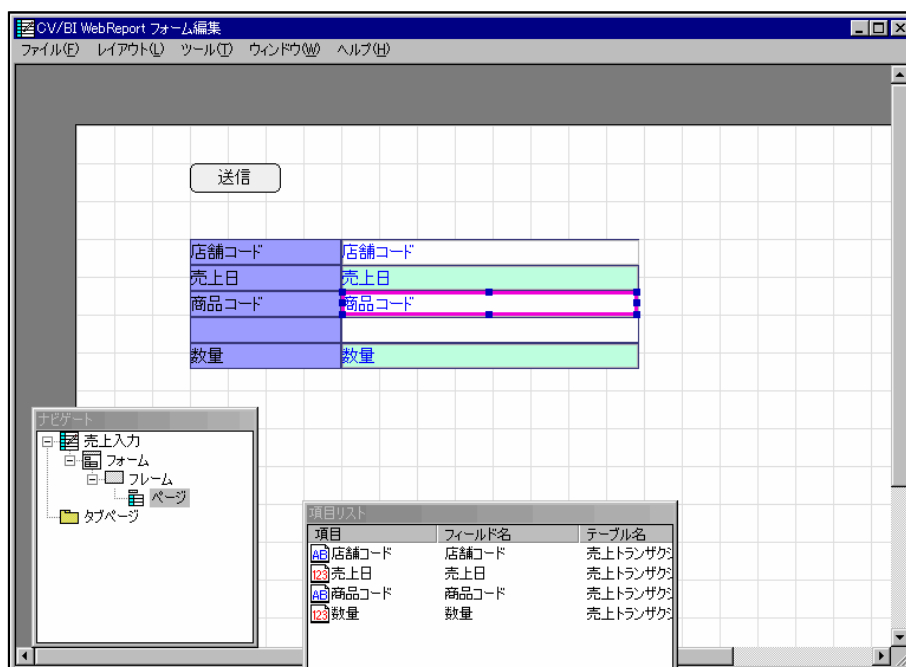 CV/BI WebReport フォーム編集
ファイル(F) レイアウト(L) ツール(T) ウィンドウ(W) ヘルプ(H)
送信
店舗コード 店舗コード
売上日 売上日
商品コード 商品コード
数量 数量
ナビゲート
売上入力
フォーム
フレーム
ページ
タブページ
項目リスト
項目 フィールド名 テーブル名
AB 店舗コード 店舗コード 売上トランザクシ
123 売上日 売上日 売上トランザクシ
AB 商品コード 商品コード 売上トランザクシ
123 数量 数量 売上トランザクシ